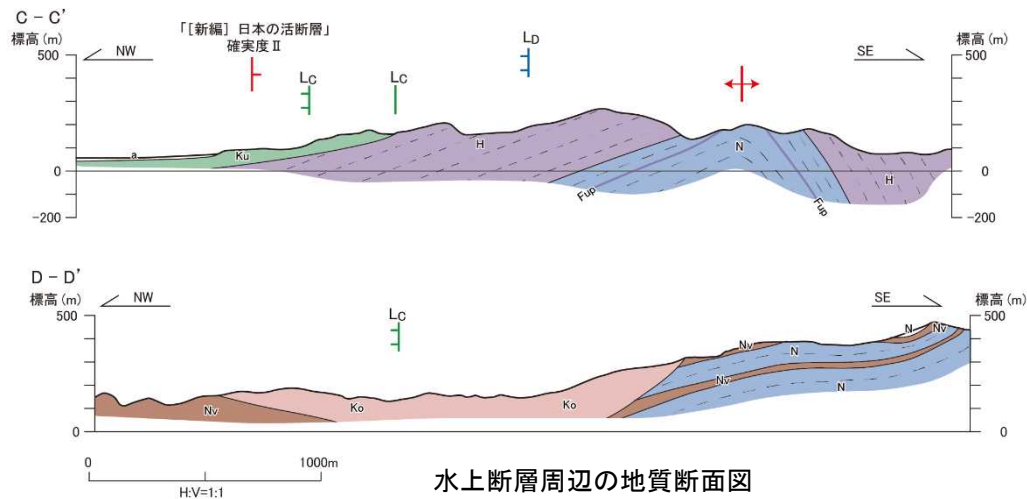 C - C'
標高(m)
NW
「[新編] 日本の活断層」
確実度Ⅱ
LC
LC
LD
SE
標高(m)
500
500
a
Ku
H
N
H
0
0
Fup
Fup
-200
-200
D - D'
標高(m)
NW
LC
SE
標高(m)
500
500
N
Nv
Nv
N
Nv
N
Nv
Ko
Ko
0
0
0
1000m
H:V=1:1
水上断層周辺の地質断面図